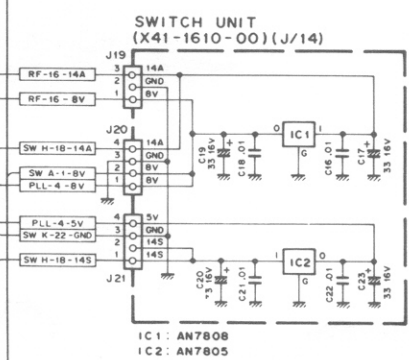 SWITCH UNIT
(X41-1610-00)(J/14)
J19
RF-16-14A 3 14A
2 GND
RF-16-8V 1 8V
J20
SW H-18-14A 4 14A
3 GND
SW A-1-8V 2 8V
PLL-4-8V 1 8V
O IC1 I
G
C19 33 16V +
C18 .01
C16 .01
C17 33 16V +
PLL-4-5V 4 5V
SW K-22-GND 3 GND
2 14S
SW H-18-14S 1 14S
J21
I IC2 O
G
C20 33 16V +
C21 .01
C22 .01
C23 33 16V +
IC1: AN7808
IC2: AN7805